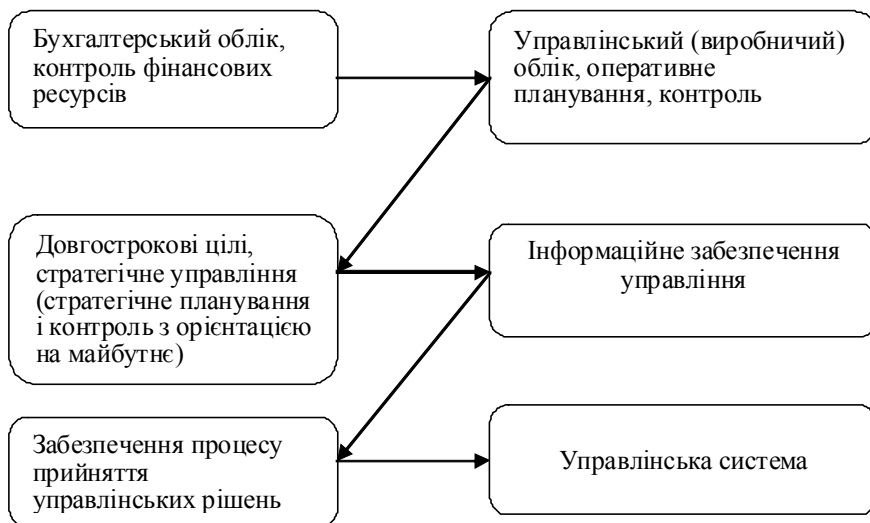 Бухгалтерський облік,
контроль фінансових
ресурсів
Управлінський (виробничий)
облік, оперативне
планування, контроль
Довгострокові цілі,
стратегічне управління
(стратегічне планування
і контроль з орієнтацією
на майбутнє)
Інформаційне забезпечення
управління
Забезпечення процесу
прийняття
управлінських рішень
Управлінська система